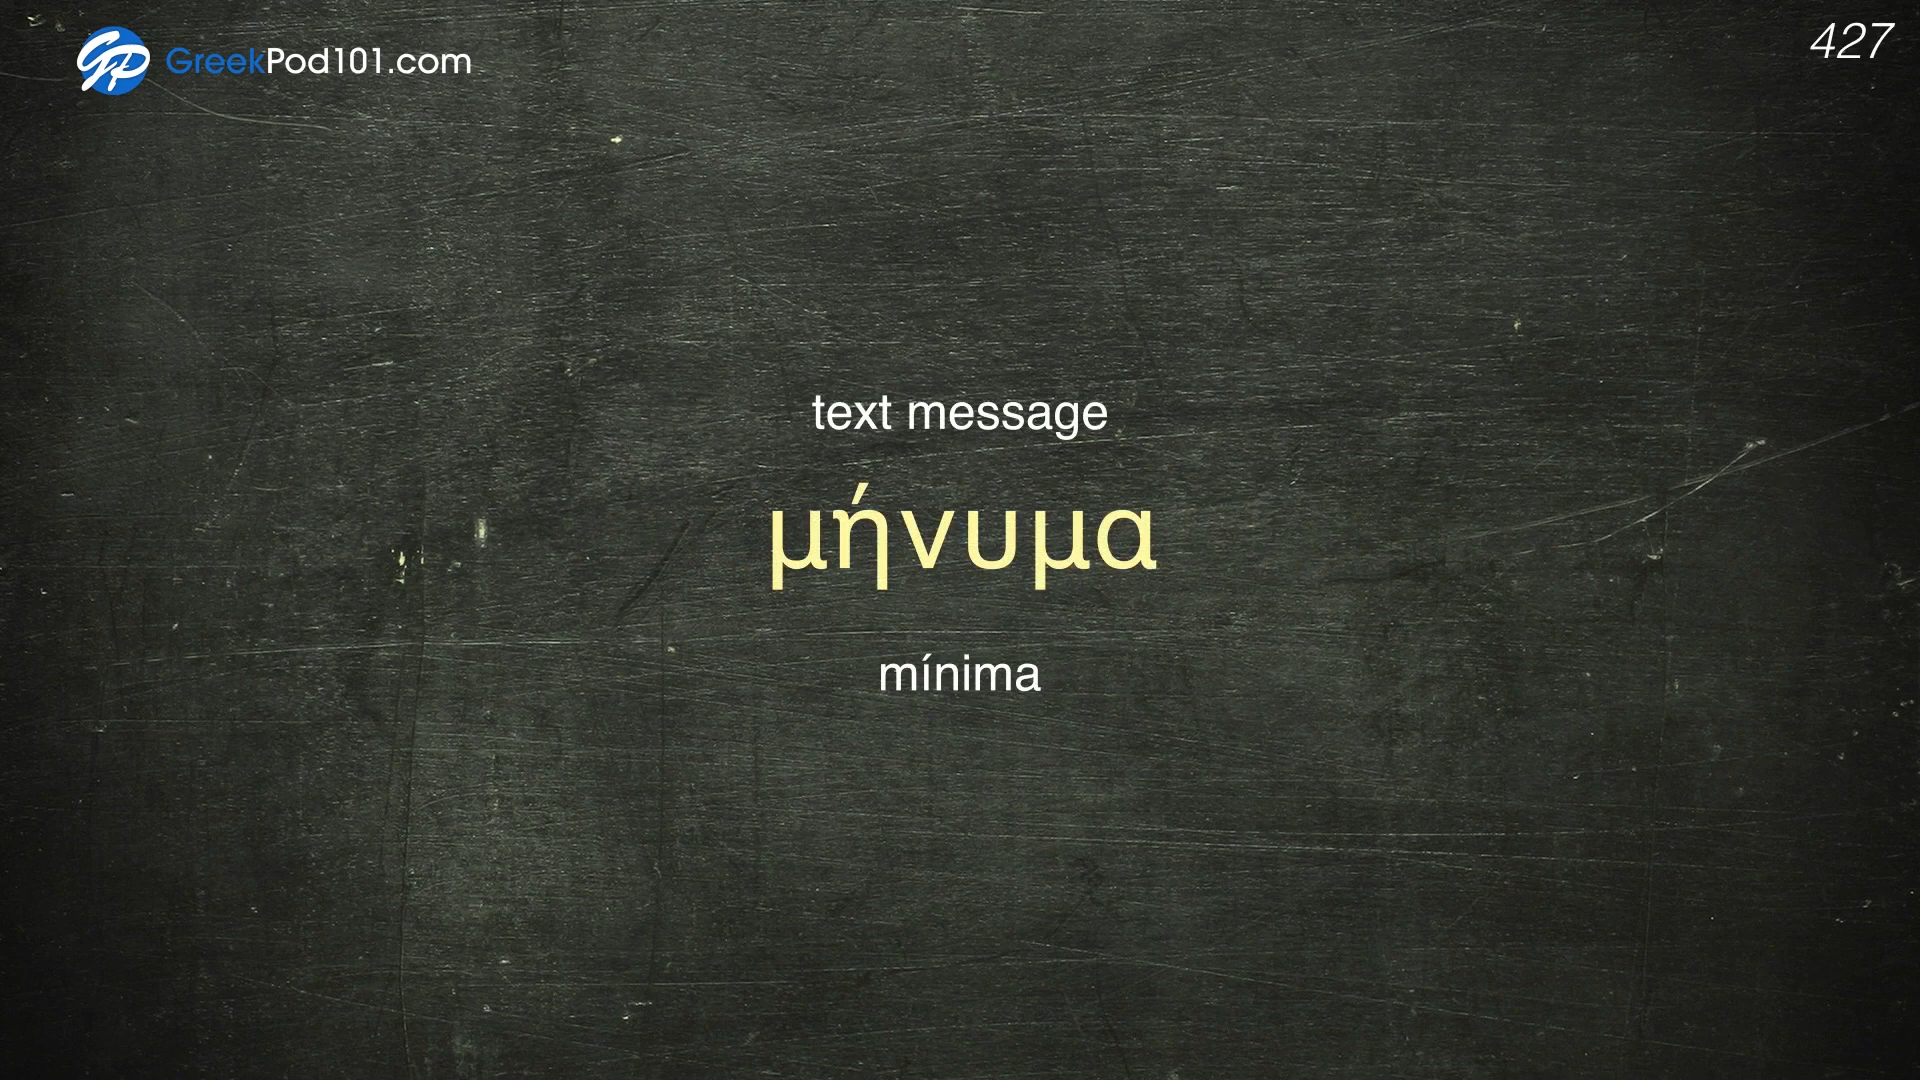 GreekPod101.com
427
text message
μήνυμα
mínima